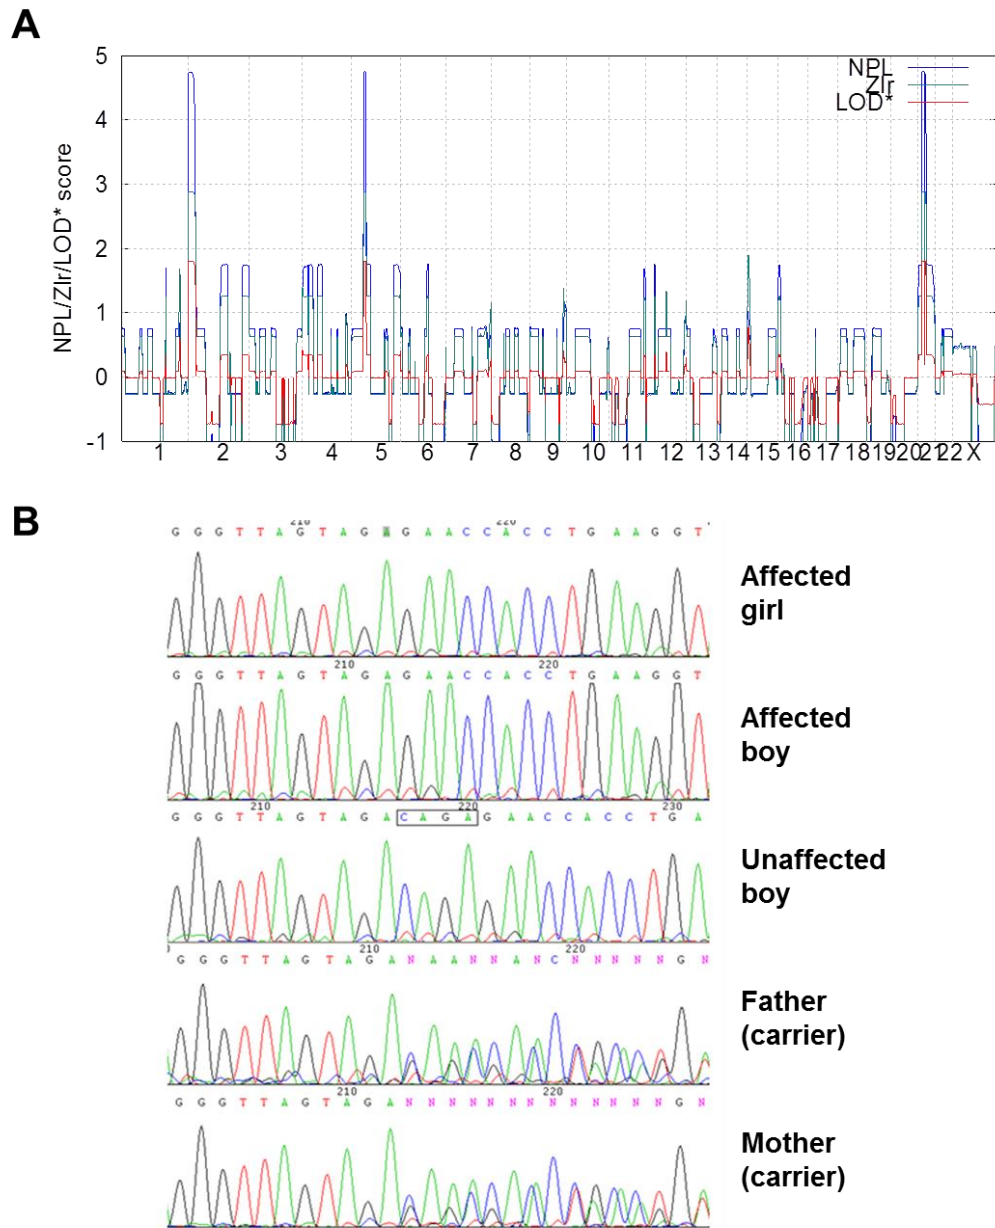 A
5
NPL
Zlr
LOD*
4
3
2
1
0
-1
NPL/Zlr/LOD* score
1 2 3 4 5 6 7 8 9 10 11 12 13 14 15 16 17 18 19 20 21 22 X
B
210 220
G G G T T A G T A G A G A A C C A C C T G A A G G T
Affected
girl
210 220
G G G T T A G T A G A G A A C C A C C T G A A G G T
Affected
boy
210 220 230
G G G T T A G T A G A C A G A G A A C C A C C T G A
Unaffected
boy
210 220
G G G T T A G T A G A N A A N N A N C N N N N N G N
Father
(carrier)
210 220
G G G T T A G T A G A N N N N N N N N N N N N N G N
Mother
(carrier)